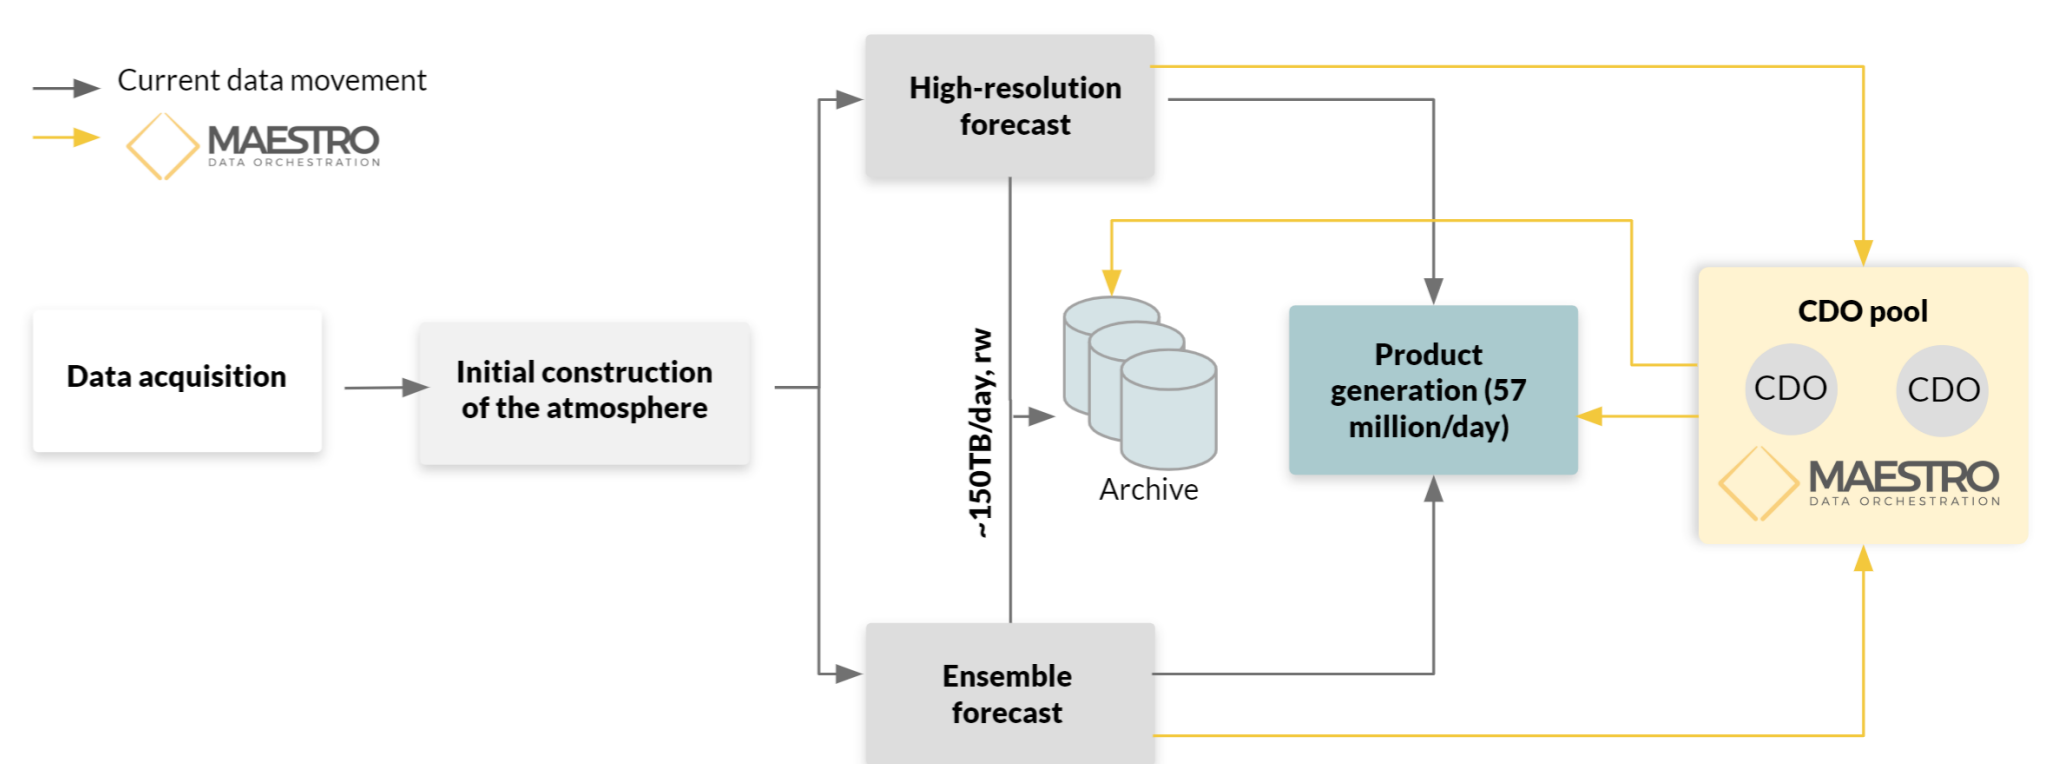 Current data movement
MAESTRO
DATA ORCHESTRATION
High-resolution
forecast
Data acquisition
Initial construction
of the atmosphere
~150TB/day, rw
Archive
Product
generation (57
million/day)
CDO pool
CDO
CDO
MAESTRO
DATA ORCHESTRATION
Ensemble
forecast